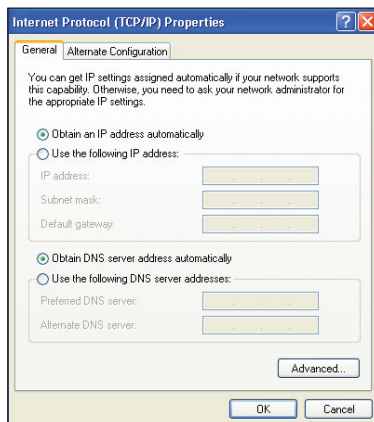 Internet Protocol (TCP/IP) Properties
General
Alternate Configuration
You can get IP settings assigned automatically if your network supports
this capability. Otherwise, you need to ask your network administrator for
the appropriate IP settings.
Obtain an IP address automatically
Use the following IP address:
IP address:
Subnet mask:
Default gateway:
Obtain DNS server address automatically
Use the following DNS server addresses:
Preferred DNS server:
Alternate DNS server:
Advanced...
OK
Cancel